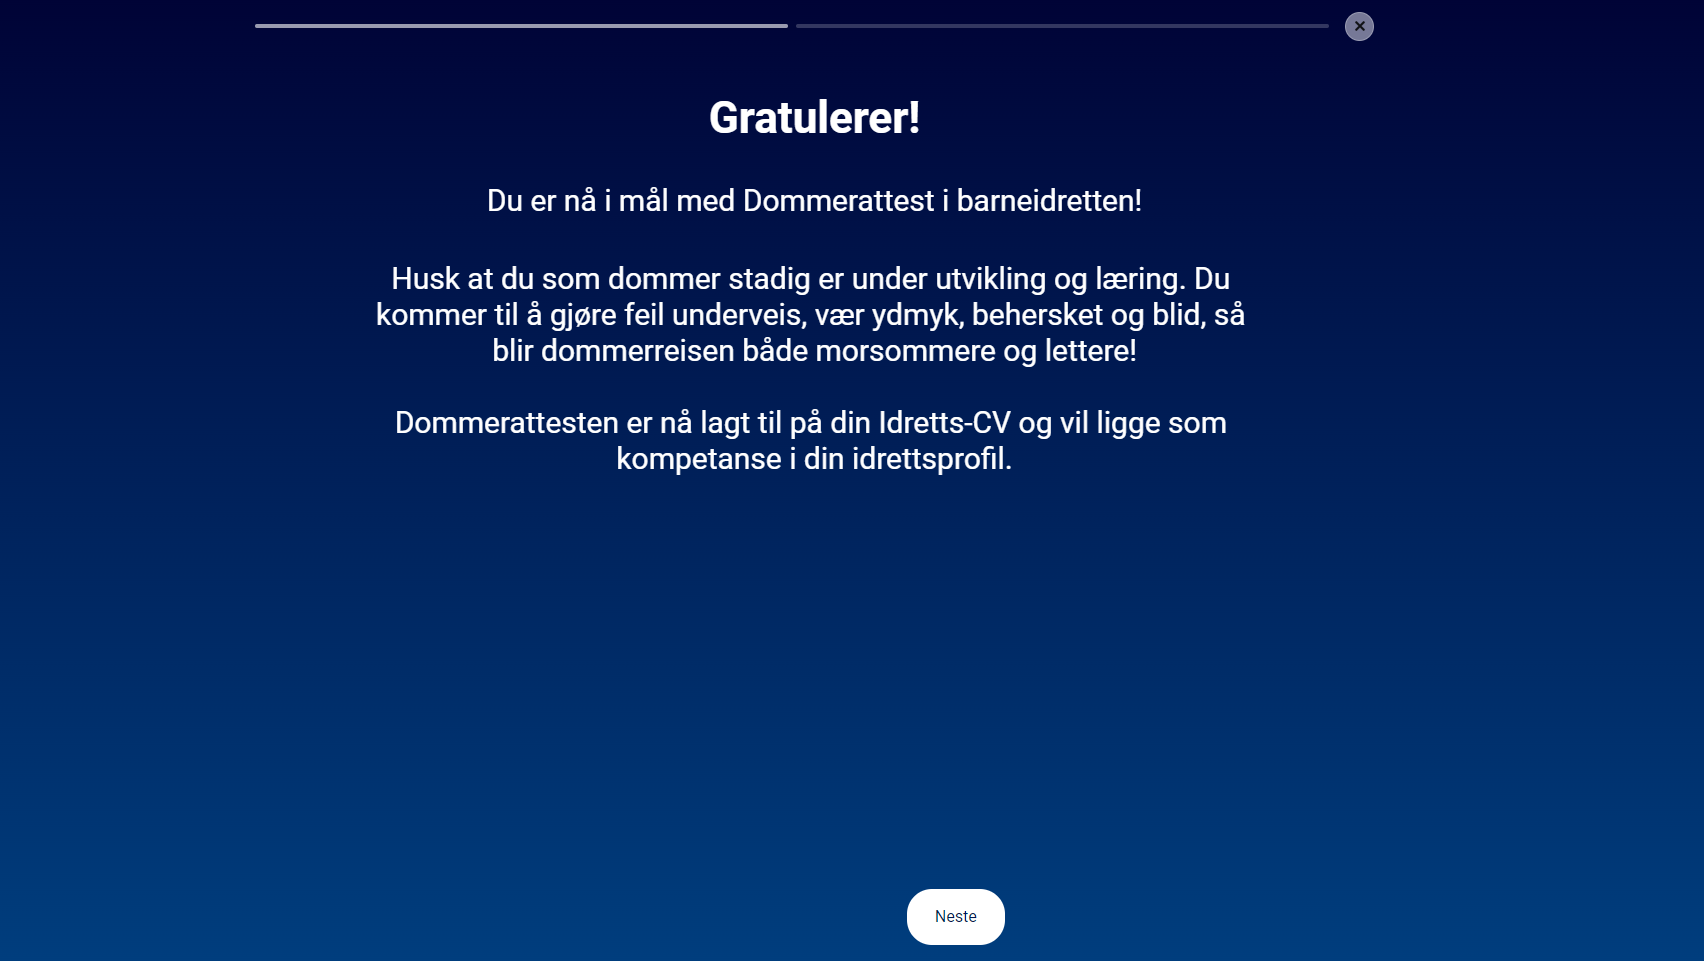 Gratulerer!
Du er nå i mål med Dommerattest i barneidretten!
Husk at du som dommer stadig er under utvikling og læring. Du
kommer til å gjøre feil underveis, vær ydmyk, behersket og blid, så
blir dommerreisen både morsommere og lettere!
Dommerattesten er nå lagt til på din Idretts-CV og vil ligge som
kompetanse i din idrettsprofil.
Neste